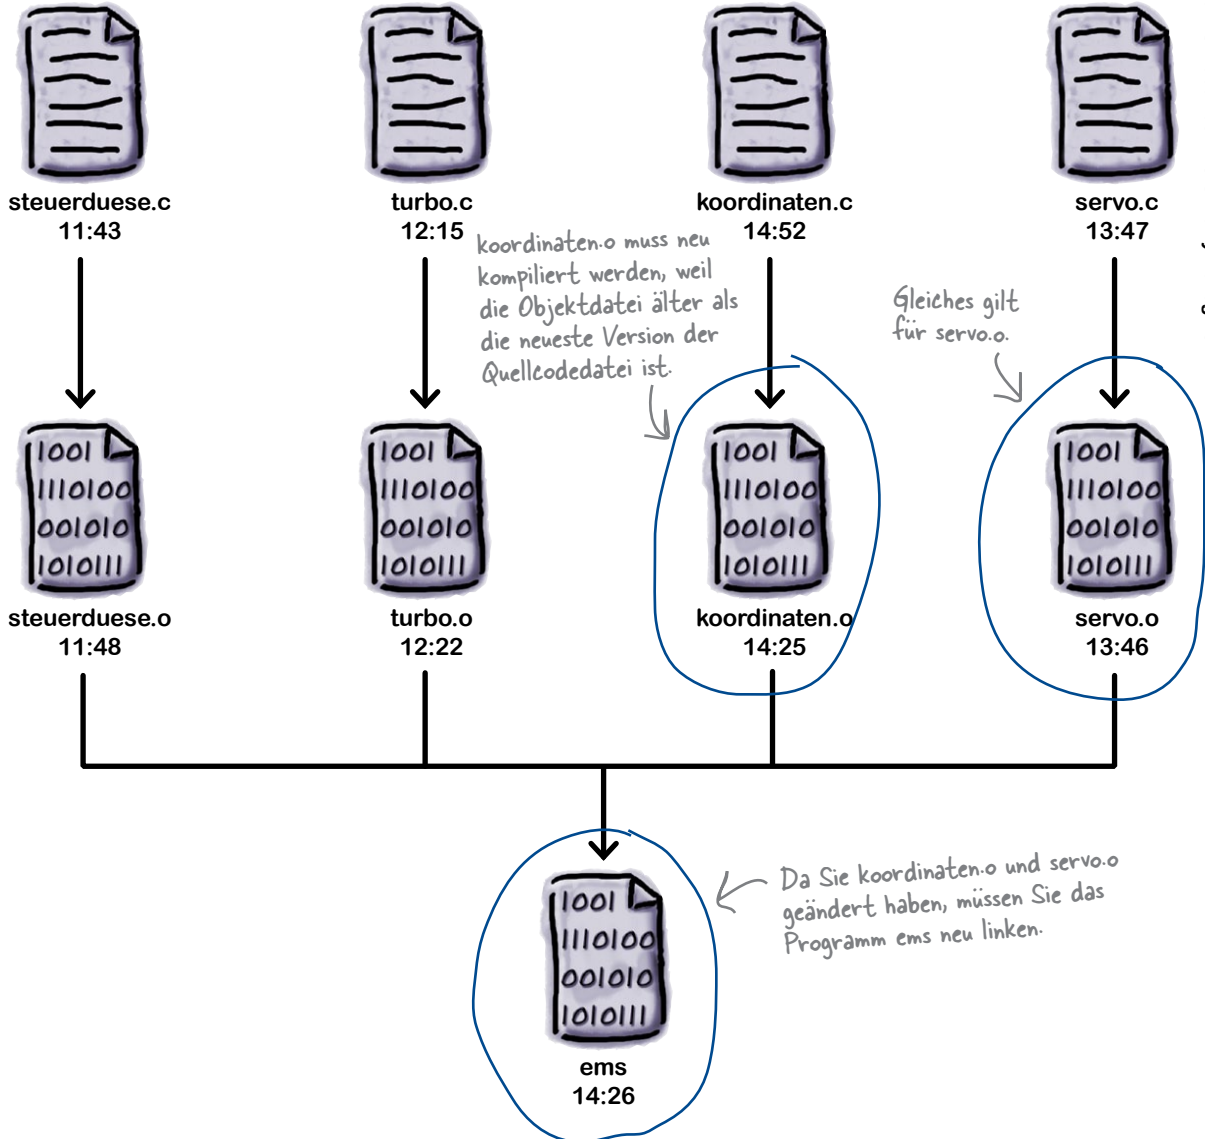 steuerduese.c
11:43
turbo.c
12:15
koordinaten.c
14:52
servo.c
13:47
koordinaten.o muss neu
kompiliert werden, weil
die Objektdatei älter als
die neueste Version der
Quellcodedatei ist.
Gleiches gilt
für servo.o.
1001
1110100
001010
1010111
steuerduese.o
11:48
1001
1110100
001010
1010111
turbo.o
12:22
1001
1110100
001010
1010111
koordinaten.o
14:25
1001
1110100
001010
1010111
servo.o
13:46
1001
1110100
001010
1010111
ems
14:26
Da Sie koordinaten.o und servo.o
geändert haben, müssen Sie das
Programm ems neu linken.